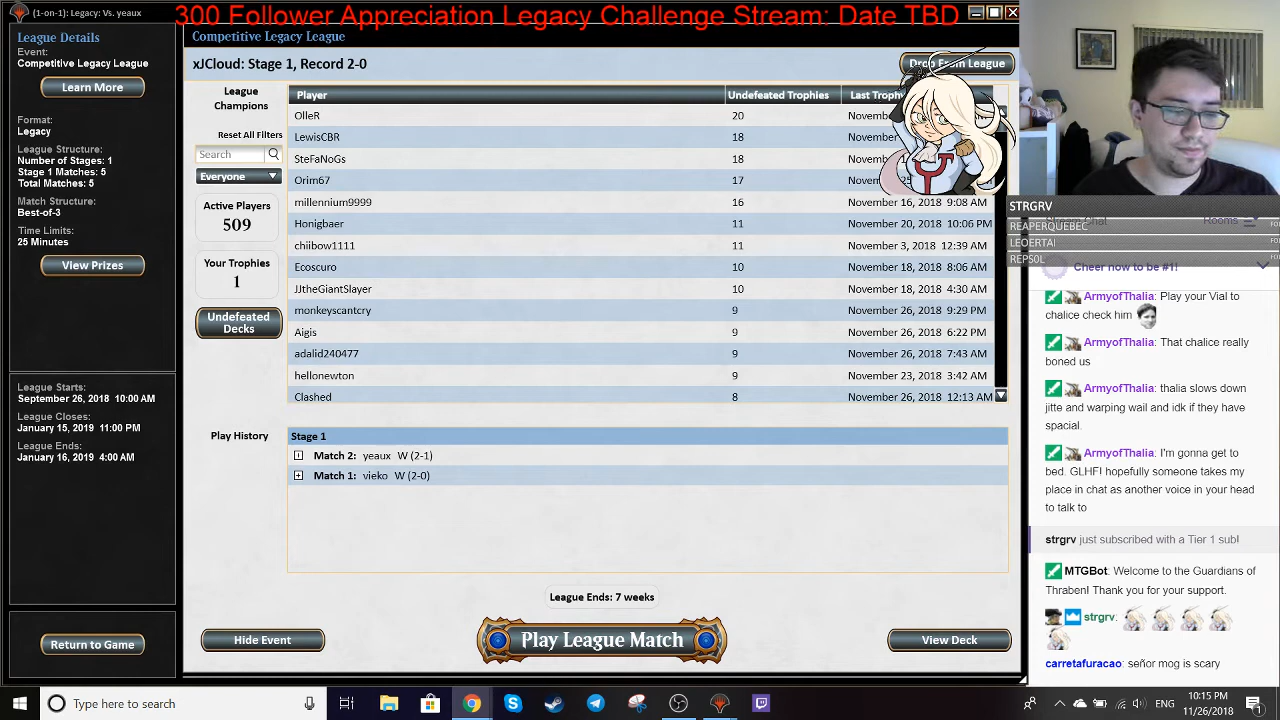 300 Follower Appreciation Legacy Challenge Stream: Date TBD
(1-on-1): Legacy: Vs. yeaux
League Details
Event:
Competitive Legacy League
Learn More
Format:
Legacy
League Structure:
Number of Stages: 1
Stage 1 Matches: 5
Total Matches: 5
Match Structure:
Best-of-3
Time Limits:
25 Minutes
View Prizes
League Starts:
September 26, 2018 10:00 AM
League Closes:
January 15, 2019 11:00 PM
League Ends:
January 16, 2019 4:00 AM
Return to Game
Competitive Legacy League
xJCloud: Stage 1, Record 2-0
Drop From League
League
Champions
Reset All Filters
Search
Everyone
Active Players
509
Your Trophies
1
Undefeated
Decks
Player Undefeated Trophies Last Trophy
OlleR 20
LewisCBR 18
SteFaNoGs 18
Orim67 17
millennium9999 16 November 16, 2018 9:08 AM
Honigbaer 11 November 20, 2018 10:06 PM
chiibow1111 11 November 3, 2018 12:39 AM
Ecoscuro 10 November 18, 2018 8:06 AM
JJtheGiantSlayer 10 November 18, 2018 4:30 AM
monkeyscantcry 9 November 26, 2018 9:29 PM
Aigis 9 November 26, 2018 6:22 PM
adalid240477 9 November 26, 2018 7:43 AM
hellonewton 9 November 23, 2018 3:42 AM
Clashed 8 November 26, 2018 12:13 AM
Play History
Stage 1
Match 2: yeaux W (2-1)
Match 1: vieko W (2-0)
League Ends: 7 weeks
Hide Event
Play League Match
View Deck
STRGRV
Stream Chat
Rooms
REAPERQUEBEC
LEOERTAI
REPS0L
Cheer now to be #1!
ArmyofThalia: Play your Vial to
chalice check him
ArmyofThalia: That chalice really
boned us
ArmyofThalia: thalia slows down
jitte and warping wail and idk if they have
spacial.
ArmyofThalia: I'm gonna get to
bed. GLHF! hopefully someone takes my
place in chat as another voice in your head
to talk to
strgrv just subscribed with a Tier 1 sub!
MTGBot: Welcome to the Guardians of
Thraben! Thank you for your support.
strgrv:
carretafuracao: señor mog is scary
Type here to search
10:15 PM
11/26/2018